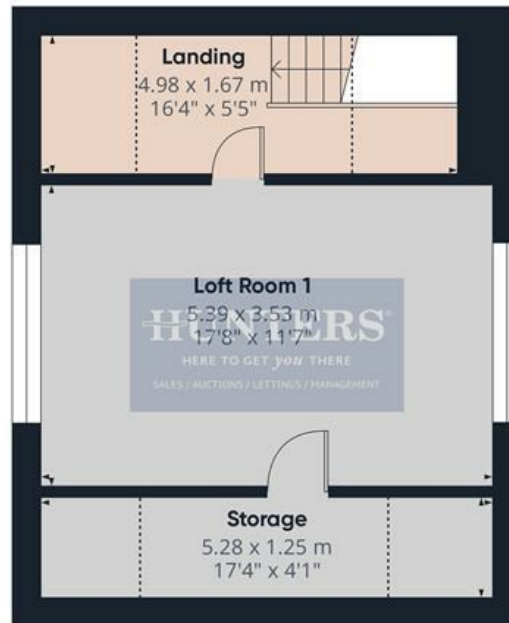 Landing
4.98 x 1.67 m
16'4" x 5'5"
Loft Room 1
5.39 x 3.53 m
17'8" x 11'7"
HUNTERS®
HERE TO GET you THERE
SALES / AUCTIONS / LETTINGS / MANAGEMENT
Storage
5.28 x 1.25 m
17'4" x 4'1"